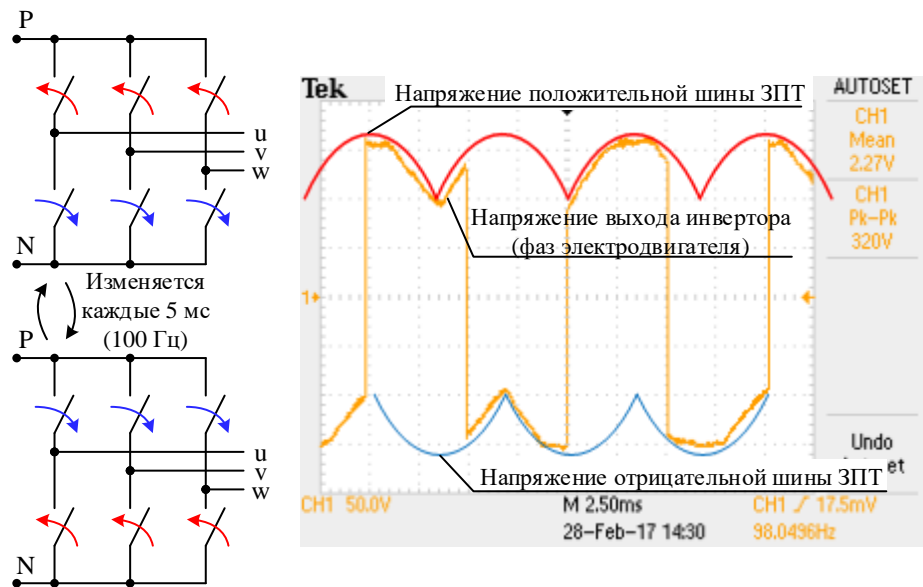 P
u
v
w
N
Изменяется
каждые 5 мс
(100 Гц)
P
u
v
w
N
Tek
AUTOSET
Напряжение положительной шины ЗПТ
CH1
Mean
2.27V
CH1
Pk-Pk
320V
Напряжение выхода инвертора
(фаз электродвигателя)
1
Напряжение отрицательной шины ЗПТ
Undo
et
CH1 50.0V
M 2.50ms
CH1 / 17.5mV
28-Feb-17 14:30
98.0496Hz